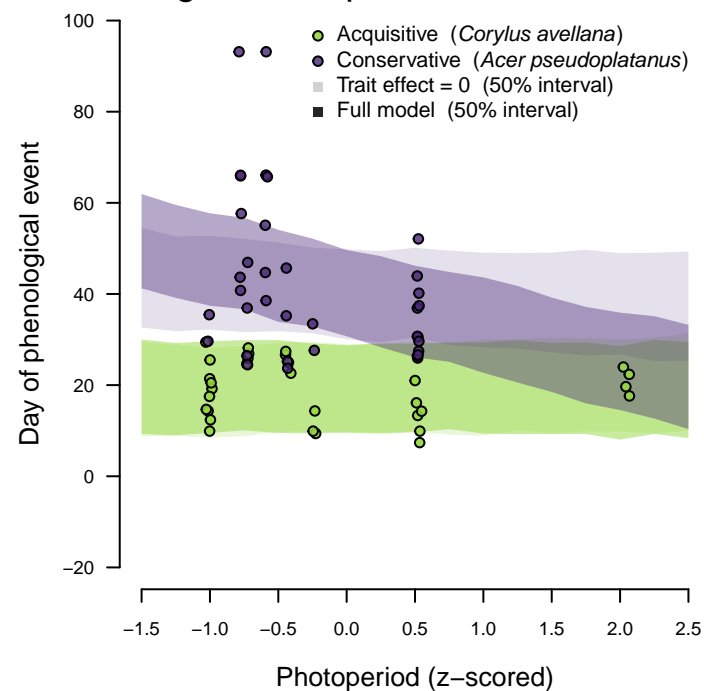 100
Acquisitive (Corylus avellana)
Conservative (Acer pseudoplatanus)
Trait effect = 0 (50% interval)
Full model (50% interval)
80
60
40
20
0
−20
Day of phenological event
−1.5 −1.0 −0.5 0.0 0.5 1.0 1.5 2.0 2.5
Photoperiod (z−scored)